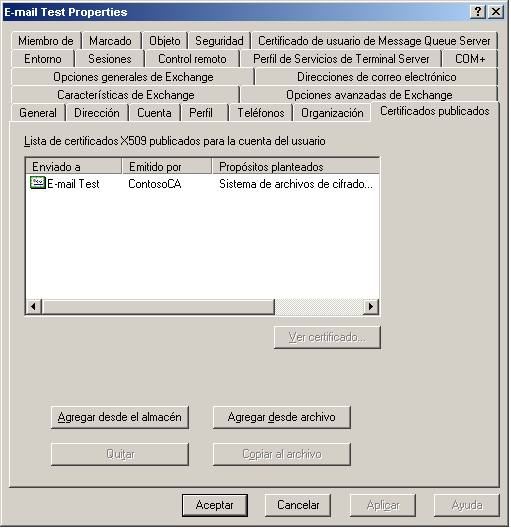 E-mail Test Properties
Miembro de Marcado Objeto Seguridad Certificado de usuario de Message Queue Server
Entorno Sesiones Control remoto Perfil de Servicios de Terminal Server COM+
Opciones generales de Exchange Direcciones de correo electrónico
Características de Exchange Opciones avanzadas de Exchange
General Dirección Cuenta Perfil Teléfonos Organización Certificados publicados
Lista de certificados X509 publicados para la cuenta del usuario
Enviado a Emitido por Propósitos planteados
E-mail Test ContosoCA Sistema de archivos de cifrado...
Ver certificado...
Agregar desde el almacén Agregar desde archivo
Quitar Copiar al archivo
Aceptar Cancelar Aplicar Ayuda